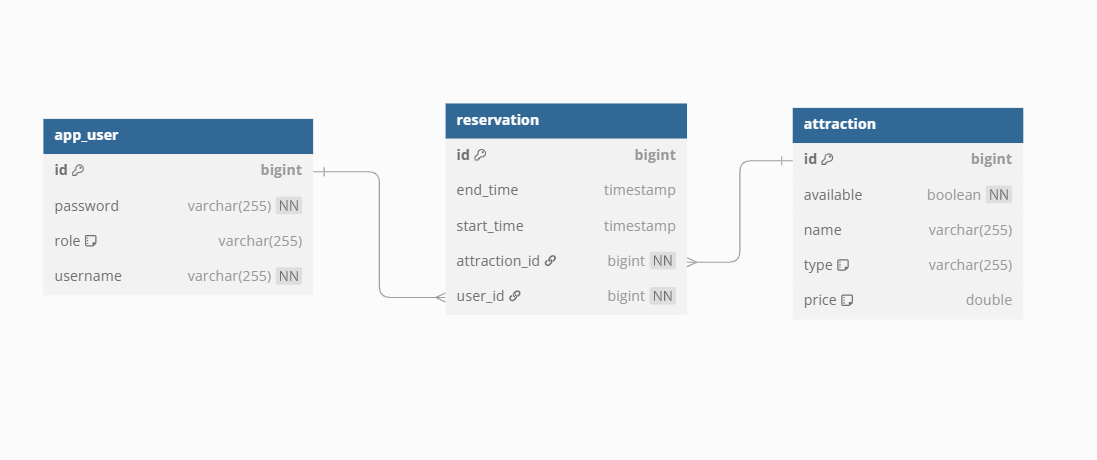 app_user
id bigint
password varchar(255) NN
role varchar(255)
username varchar(255) NN
reservation
id bigint
end_time timestamp
start_time timestamp
attraction_id bigint NN
user_id bigint NN
attraction
id bigint
available boolean NN
name varchar(255)
type varchar(255)
price double